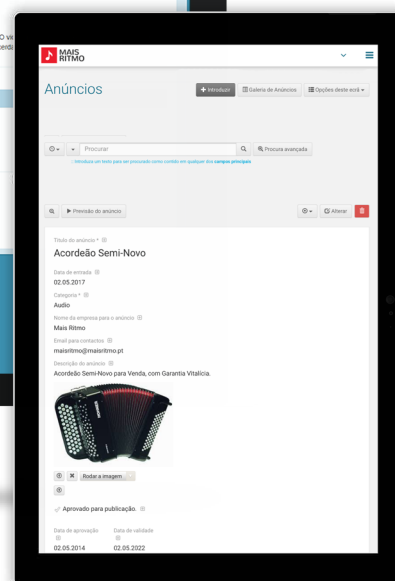 MAIS
RITMO
Anúncios
Introduzir
Galeria de Anúncios
Opções deste ecrã
Procurar
Procura avançada
Introduza um texto para ser procurado como contido em qualquer dos campos principais.
Previsão do anúncio
Alterar
Título do anúncio *
Acordeão Semi-Novo
Data de entrada
02.05.2017
Categoria *
Audio
Nome da empresa para o anúncio
Mais Ritmo
Email para contactos
maisritmo@maisritmo.pt
Descrição do anúncio
Acordeão Semi-Novo para Venda, com Garantia Vitalícia.
Rodar a imagem
Aprovado para publicação.
Data de aprovação Data de validade
02.05.2014 02.05.2022